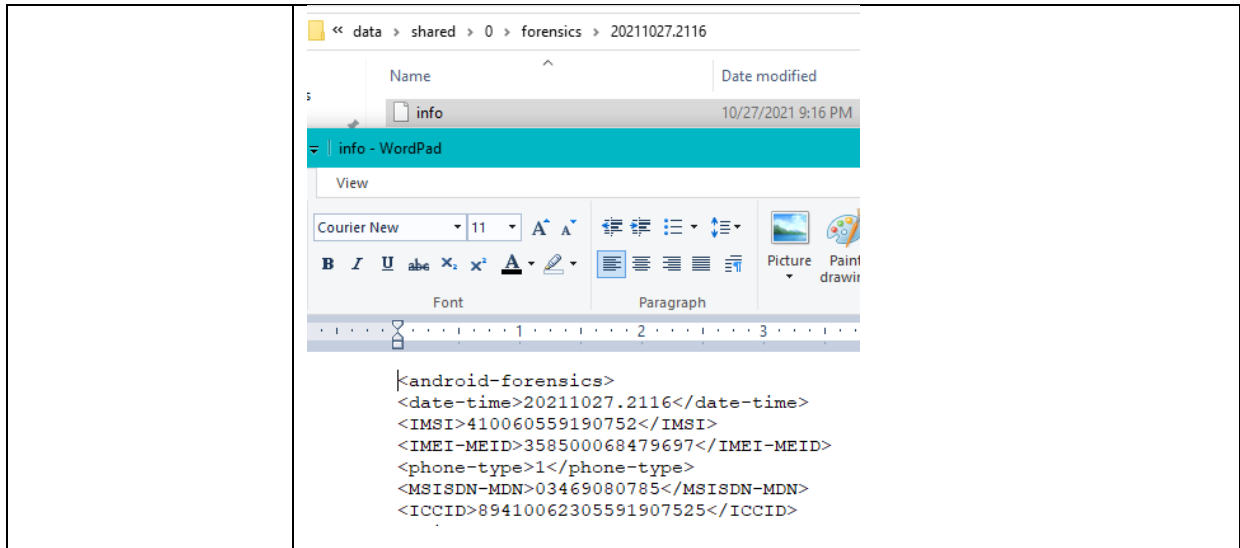 « data > shared > 0 > forensics > 20211027.2116
Name Date modified
s
info 10/27/2021 9:16 PM
info - WordPad
View
Courier New 11 A A
B I U abc X₂ x² A
Picture Paint
drawin
Font Paragraph
1 2 3
<android-forensics>
<date-time>20211027.2116</date-time>
<IMSI>410060559190752</IMSI>
<IMEI-MEID>358500068479697</IMEI-MEID>
<phone-type>1</phone-type>
<MSISDN-MDN>03469080785</MSISDN-MDN>
<ICCID>89410062305591907525</ICCID>